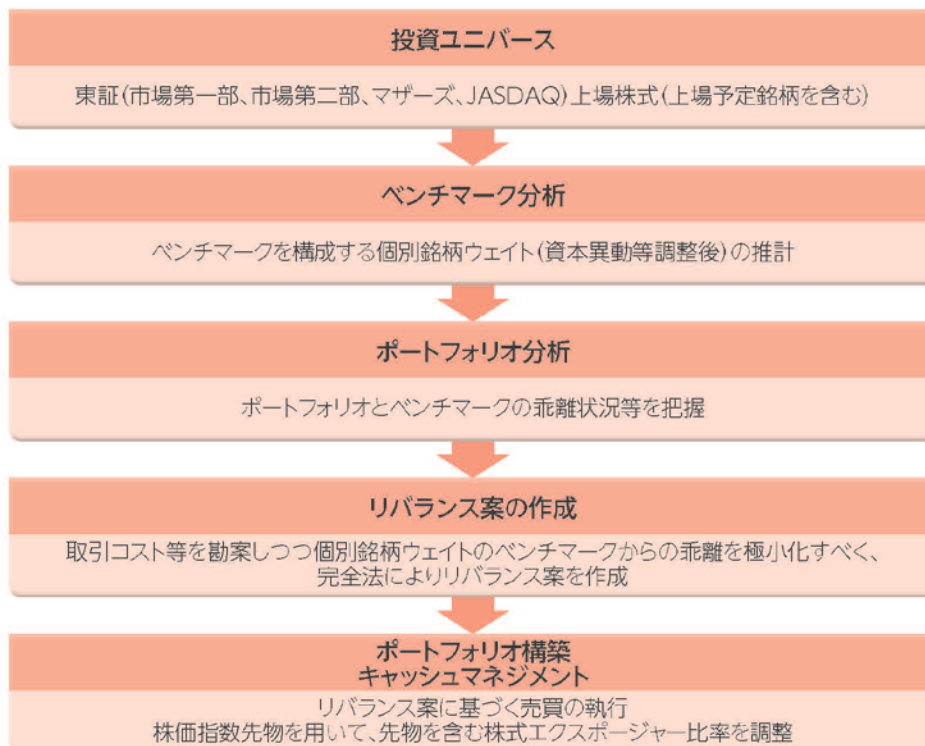 投資ユニバース
東証(市場第一部、市場第二部、マザーズ、JASDAQ)上場株式(上場予定銘柄を含む)
ベンチマーク分析
ベンチマークを構成する個別銘柄ウェイト(資本異動等調整後)の推計
ポートフォリオ分析
ポートフォリオとベンチマークの乖離状況等を把握
リバランス案の作成
取引コスト等を勘案しつつ個別銘柄ウェイトのベンチマークからの乖離を極小化すべく、
完全法によりリバランス案を作成
ポートフォリオ構築
キャッシュマネジメント
リバランス案に基づく売買の執行
株価指数先物を用いて、先物を含む株式エクスポージャー比率を調整